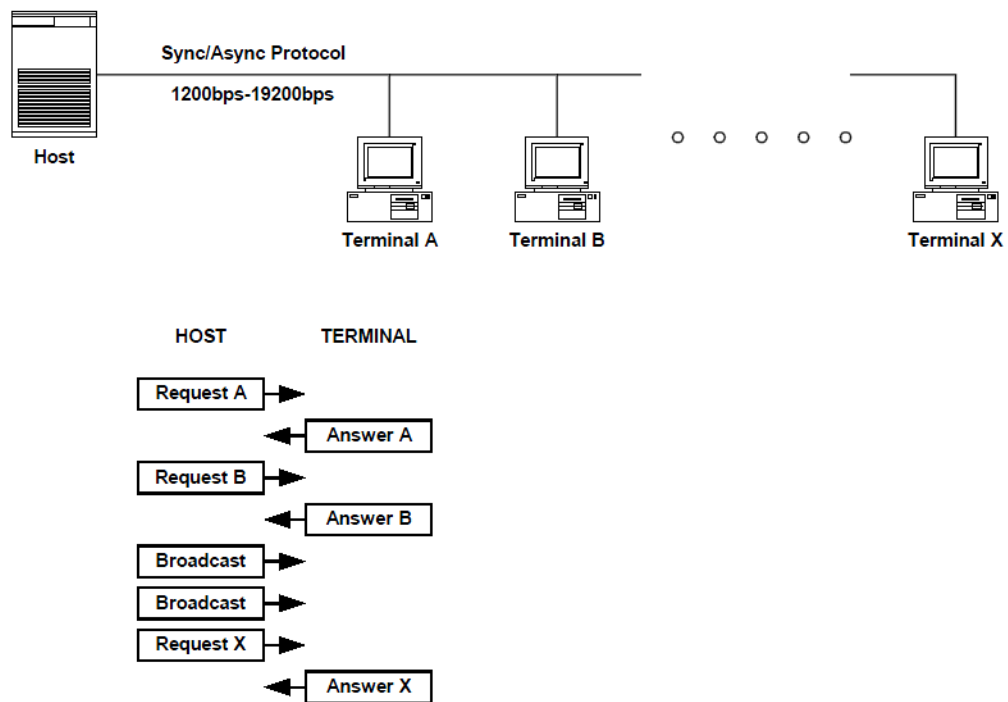 Sync/Async Protocol
1200bps-19200bps
Host
Terminal A
Terminal B
Terminal X
HOST TERMINAL
Request A
Answer A
Request B
Answer B
Broadcast
Broadcast
Request X
Answer X